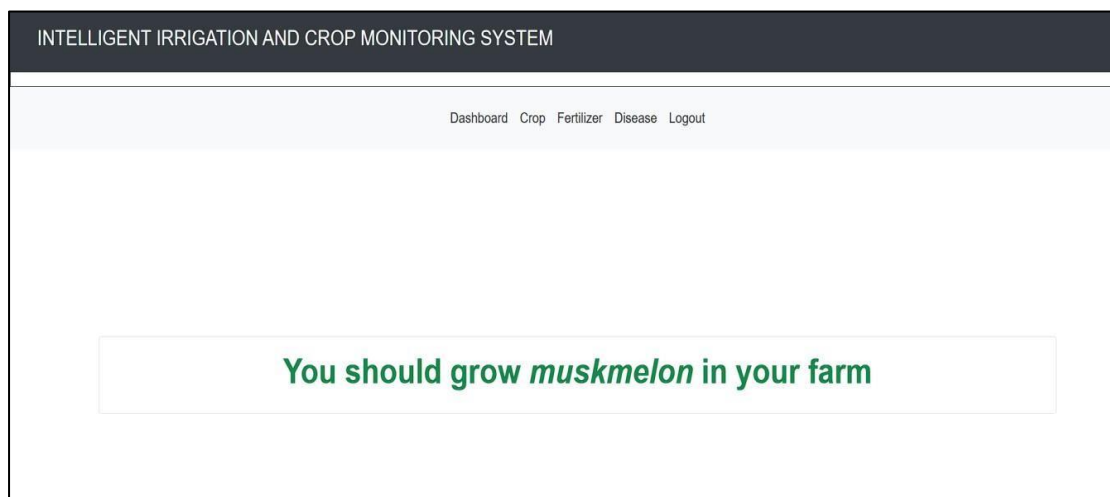 INTELLIGENT IRRIGATION AND CROP MONITORING SYSTEM
Dashboard Crop Fertilizer Disease Logout
You should grow muskmelon in your farm